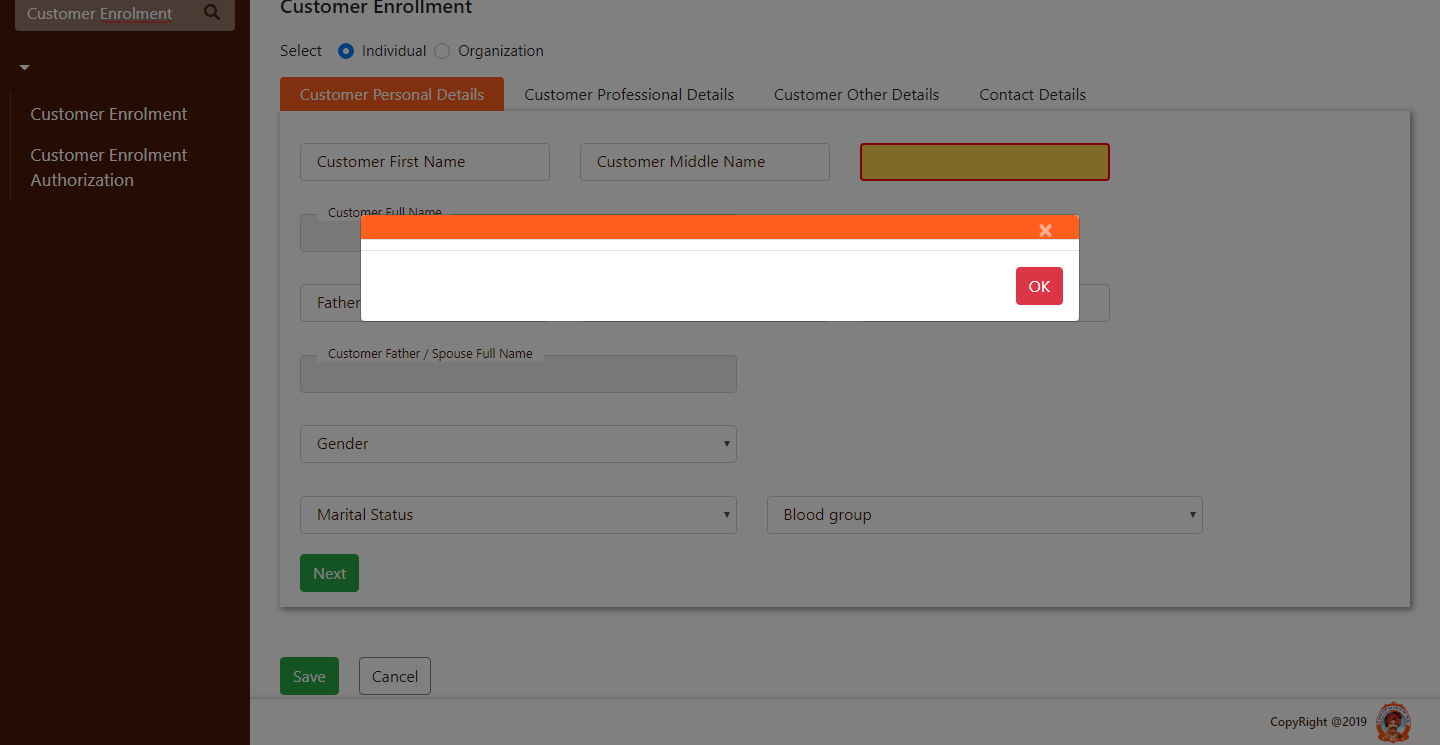 Customer Enrolment
Customer Enrolment
Customer Enrolment
Authorization
Customer Enrollment
Select Individual Organization
Customer Personal Details Customer Professional Details Customer Other Details Contact Details
Customer First Name Customer Middle Name
Customer Full Name
×
OK
Father
Customer Father / Spouse Full Name
Gender
Marital Status Blood group
Next
Save Cancel
CopyRight @2019